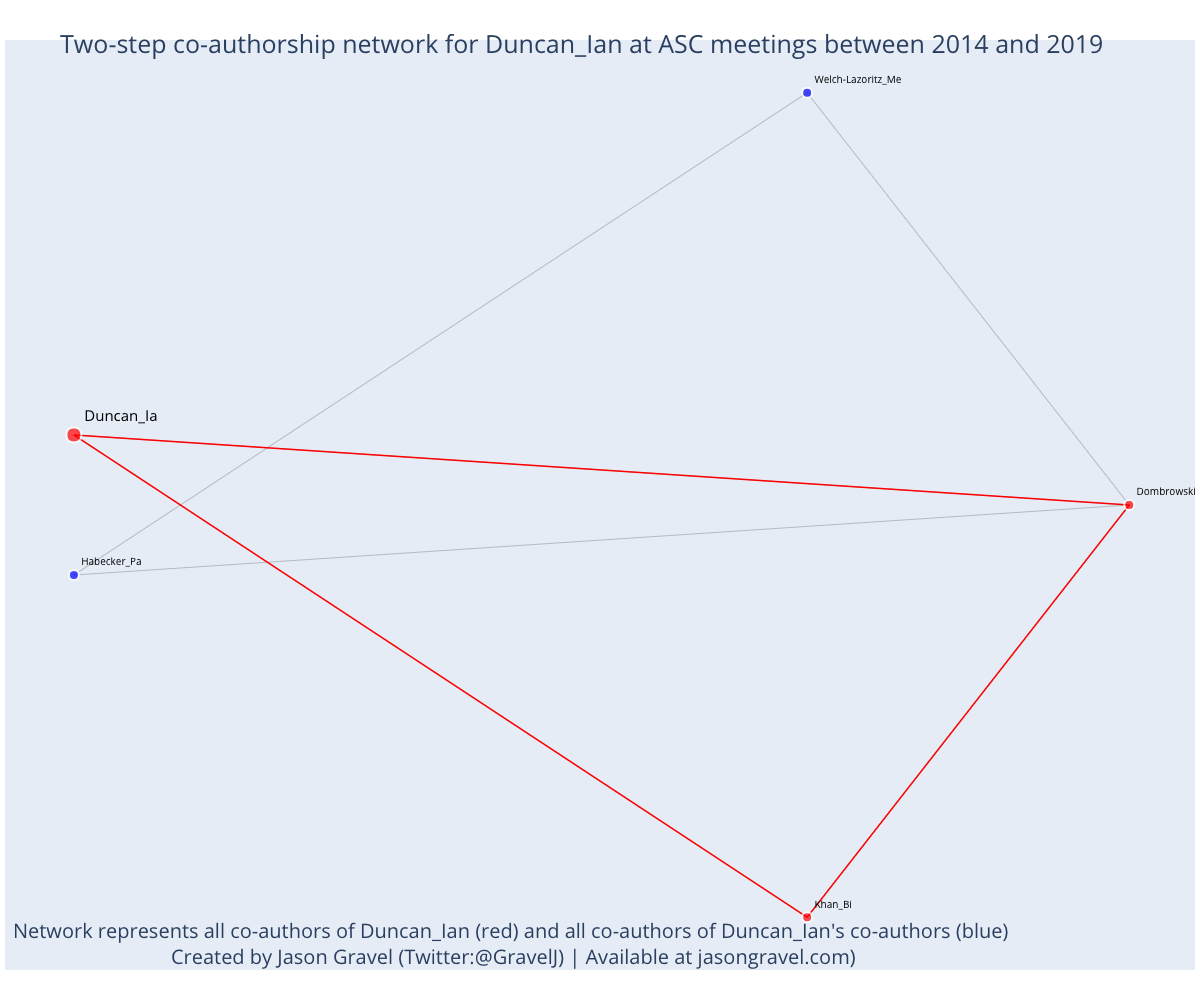 Two-step co-authorship network for Duncan_Ian at ASC meetings between 2014 and 2019
Welch-Lazoritz_Me
Duncan_Ia
Dombrowski
Habecker_Pa
Khan_Bi
Network represents all co-authors of Duncan_Ian (red) and all co-authors of Duncan_Ian's co-authors (blue)
Created by Jason Gravel (Twitter:@GravelJ) | Available at jasongravel.com)